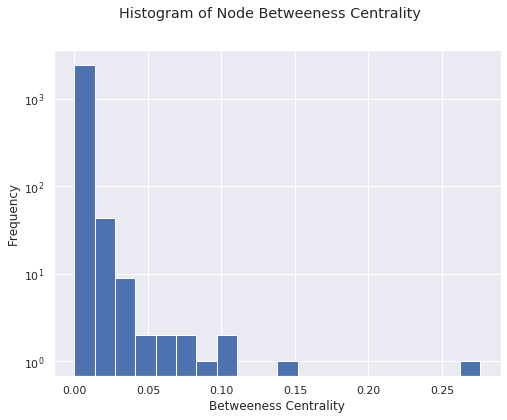 Histogram of Node Betweeness Centrality
Frequency
10^3
10^2
10^1
10^0
0.00 0.05 0.10 0.15 0.20 0.25
Betweeness Centrality